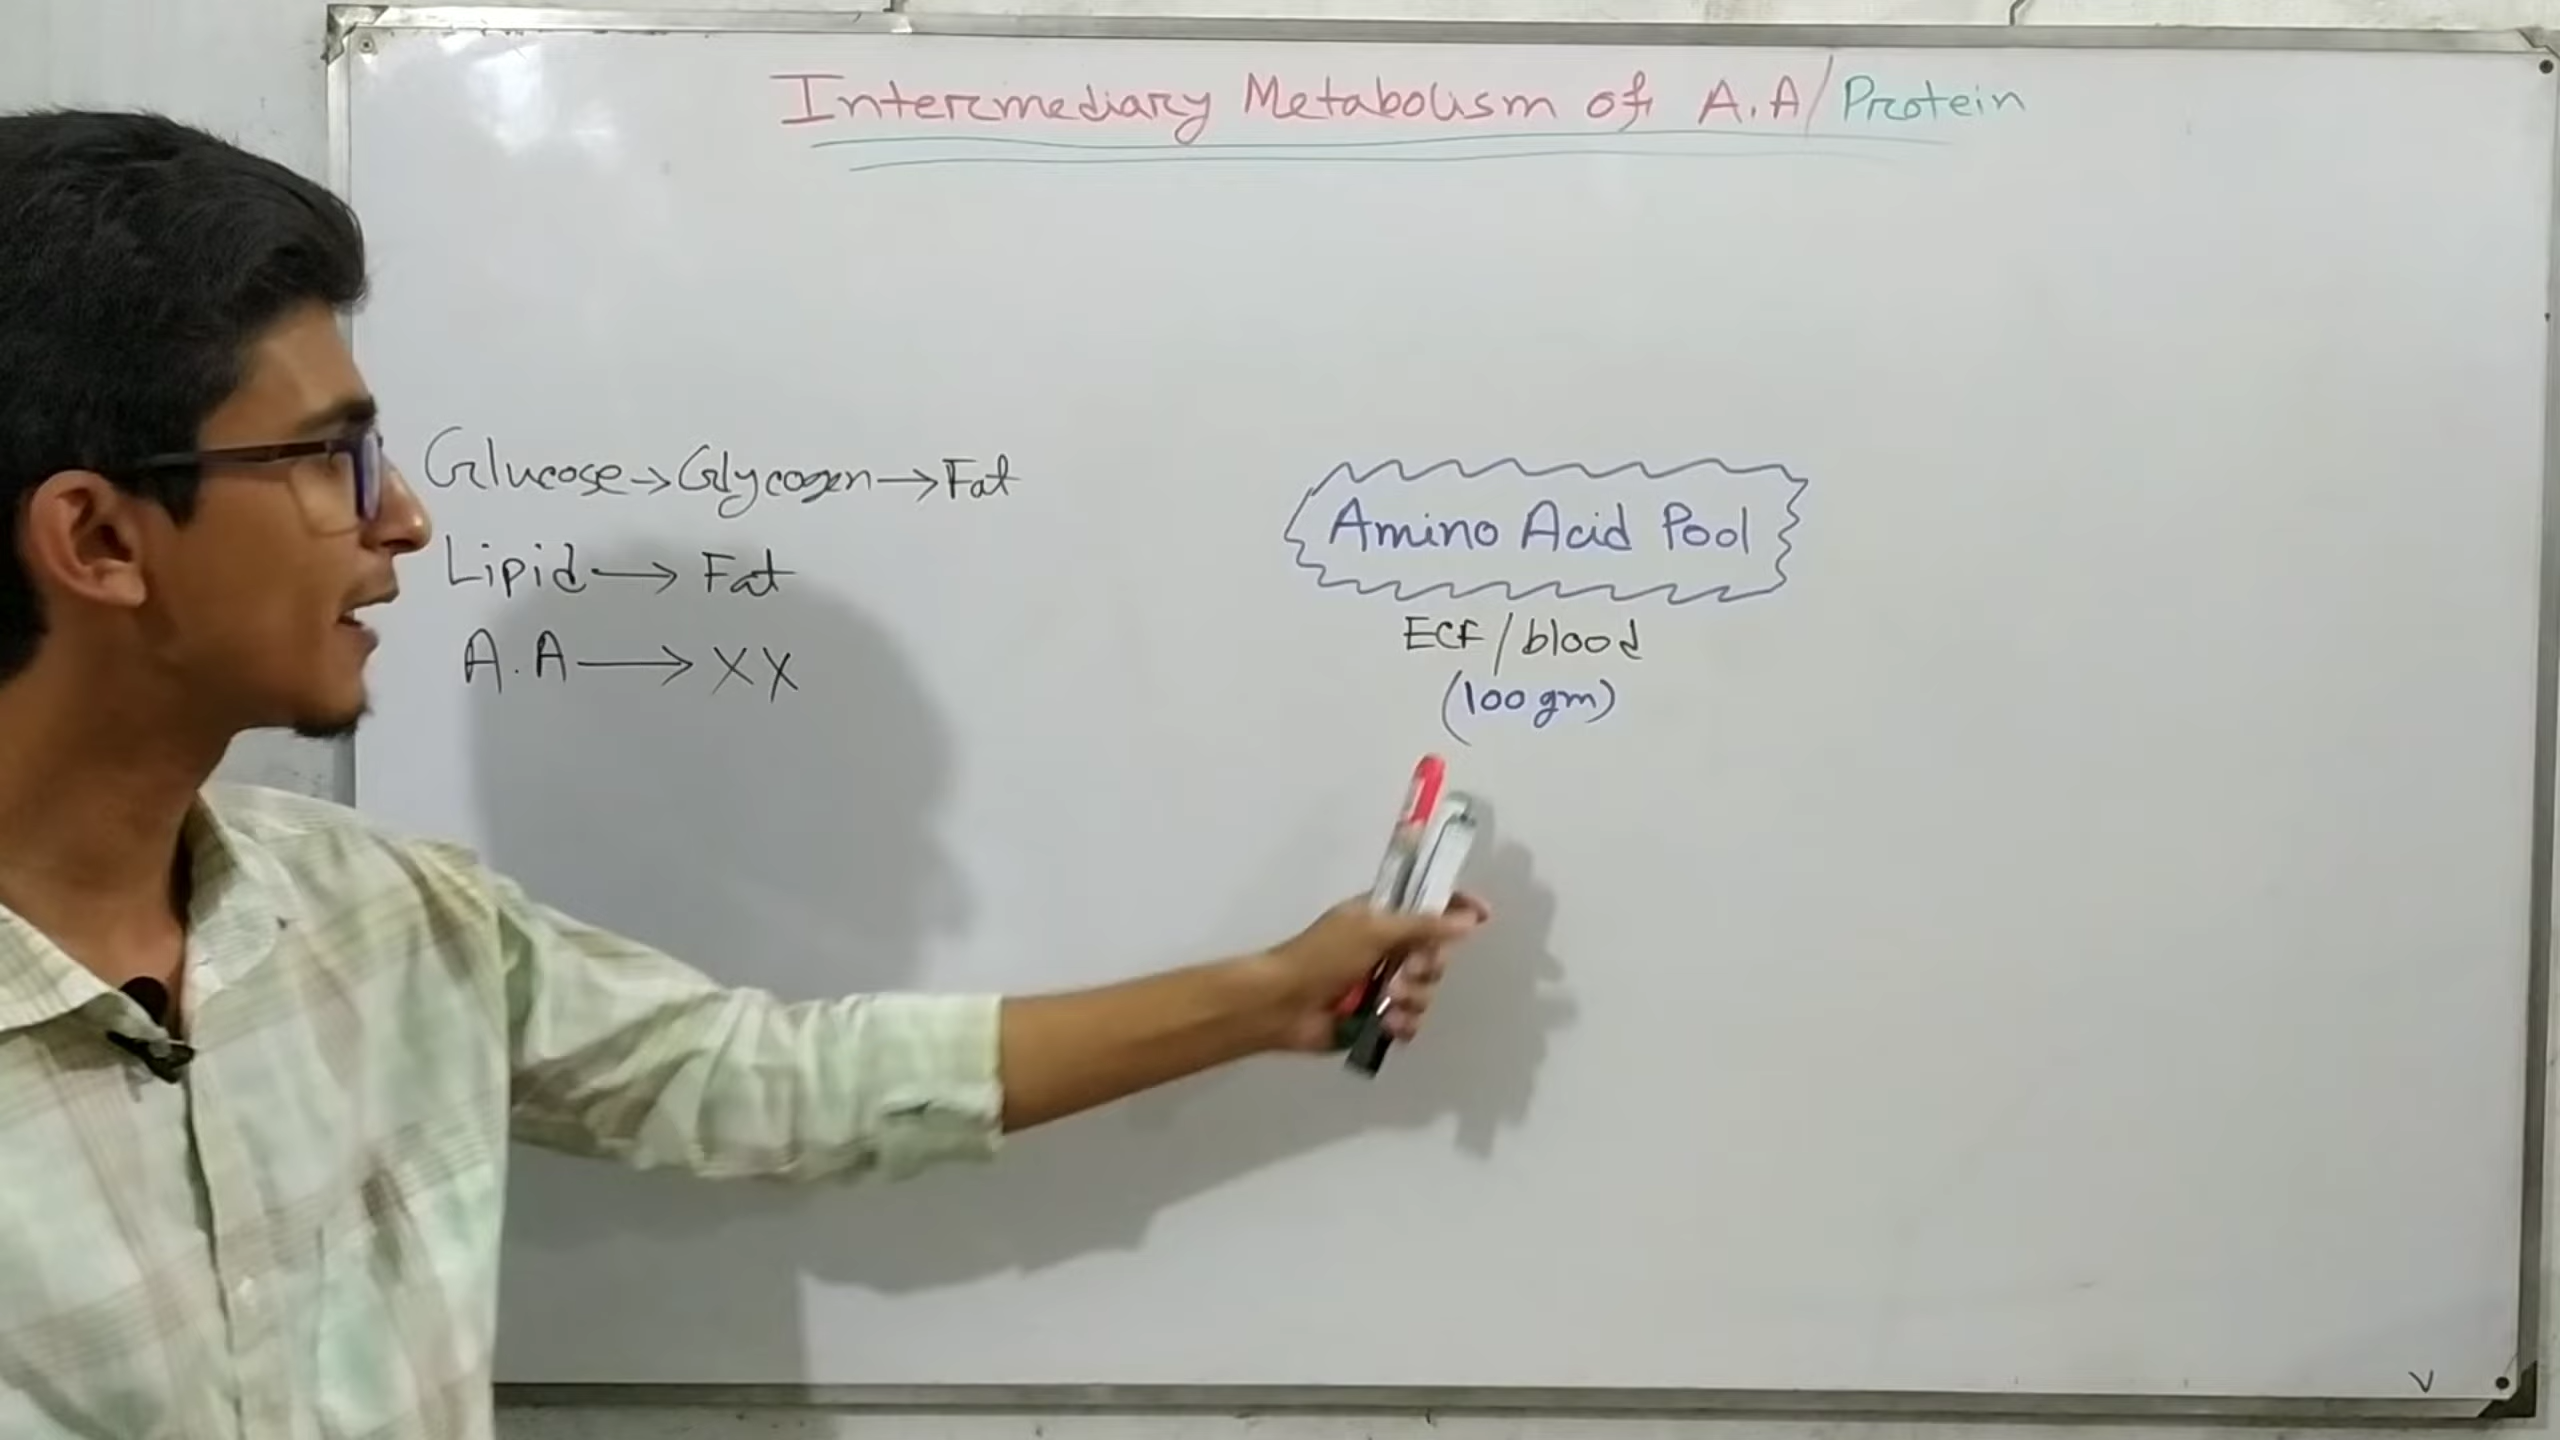 Intermediary Metabolism of A.A/Protein
Glucose→Glycogen→Fat
Lipid→Fat
A.A→XX
Amino Acid Pool
ECF/blood
(100 gm)
V